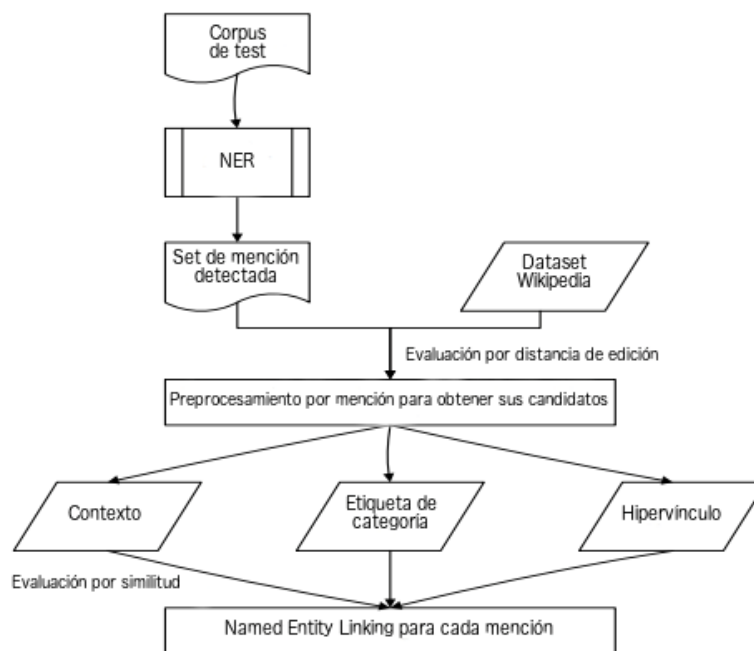 Corpus
de test
NER
Set de mención
detectada
Dataset
Wikipedia
Evaluación por distancia de edición
Preprocesamiento por mención para obtener sus candidatos
Contexto
Etiqueta de
categoría
Hipervínculo
Evaluación por similitud
Named Entity Linking para cada mención